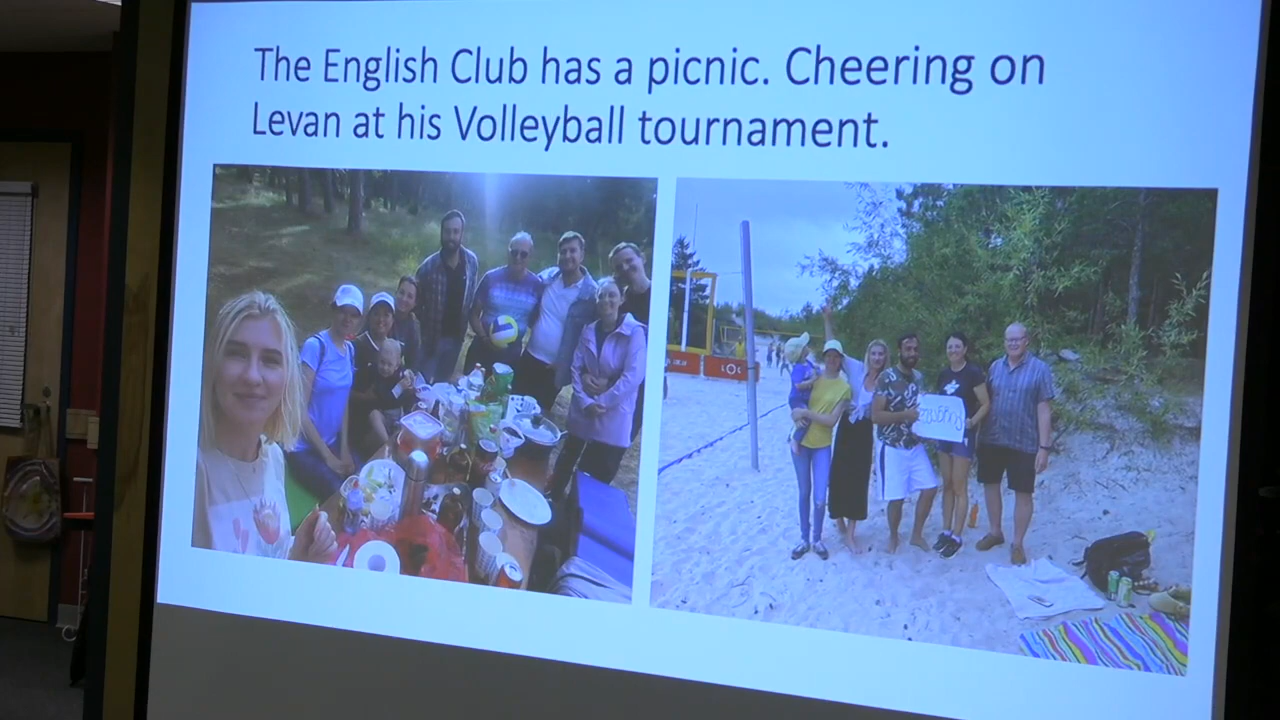 The English Club has a picnic. Cheering on
Levan at his Volleyball tournament.